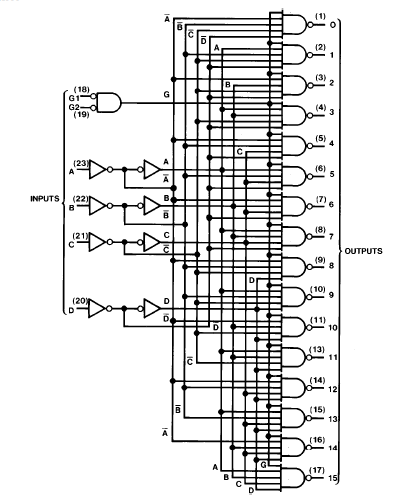 A̅
B̅
C̅
D̅
A
B
G
C
D
(18)
G1
G2
(19)
(23)
A
A
A̅
(22)
B
B
B̅
(21)
C
C
C̅
(20)
D
D
D̅
D̅
C̅
B̅
A̅
G
A
B
C
D
INPUTS
OUTPUTS
(1) 0
(2) 1
(3) 2
(4) 3
(5) 4
(6) 5
(7) 6
(8) 7
(9) 8
(10) 9
(11) 10
(13) 11
(14) 12
(15) 13
(16) 14
(17) 15